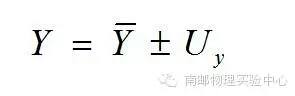 Y = Ȳ ± U_y
南邮物理实验中心